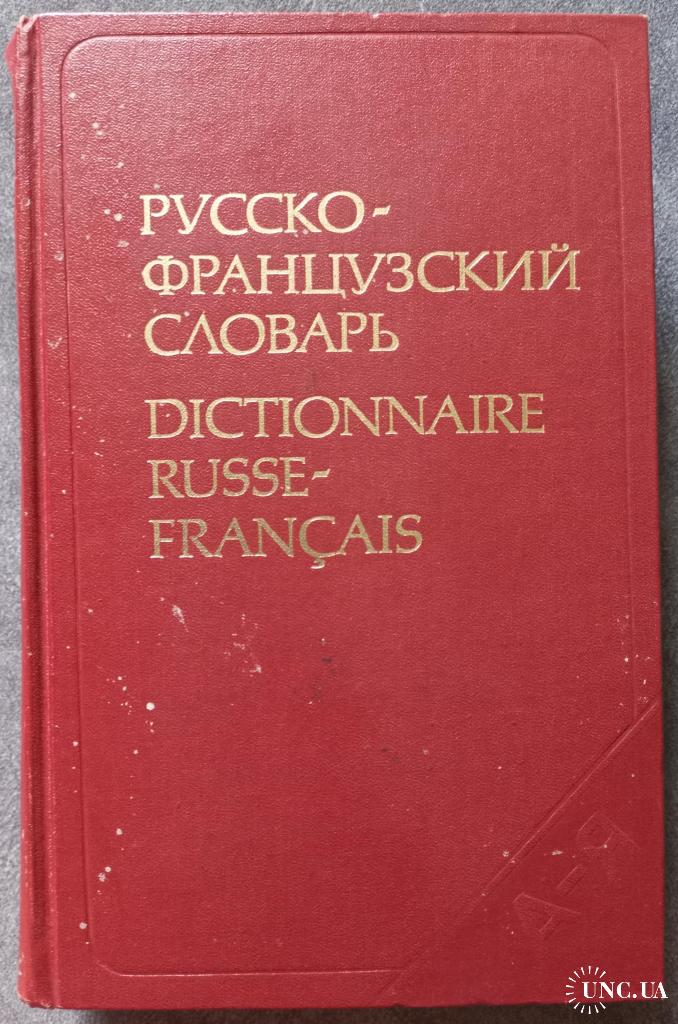 РУССКО-
ФРАНЦУЗСКИЙ
СЛОВАРЬ
DICTIONNAIRE
RUSSE-
FRANÇAIS
А-Я
UNC.UA